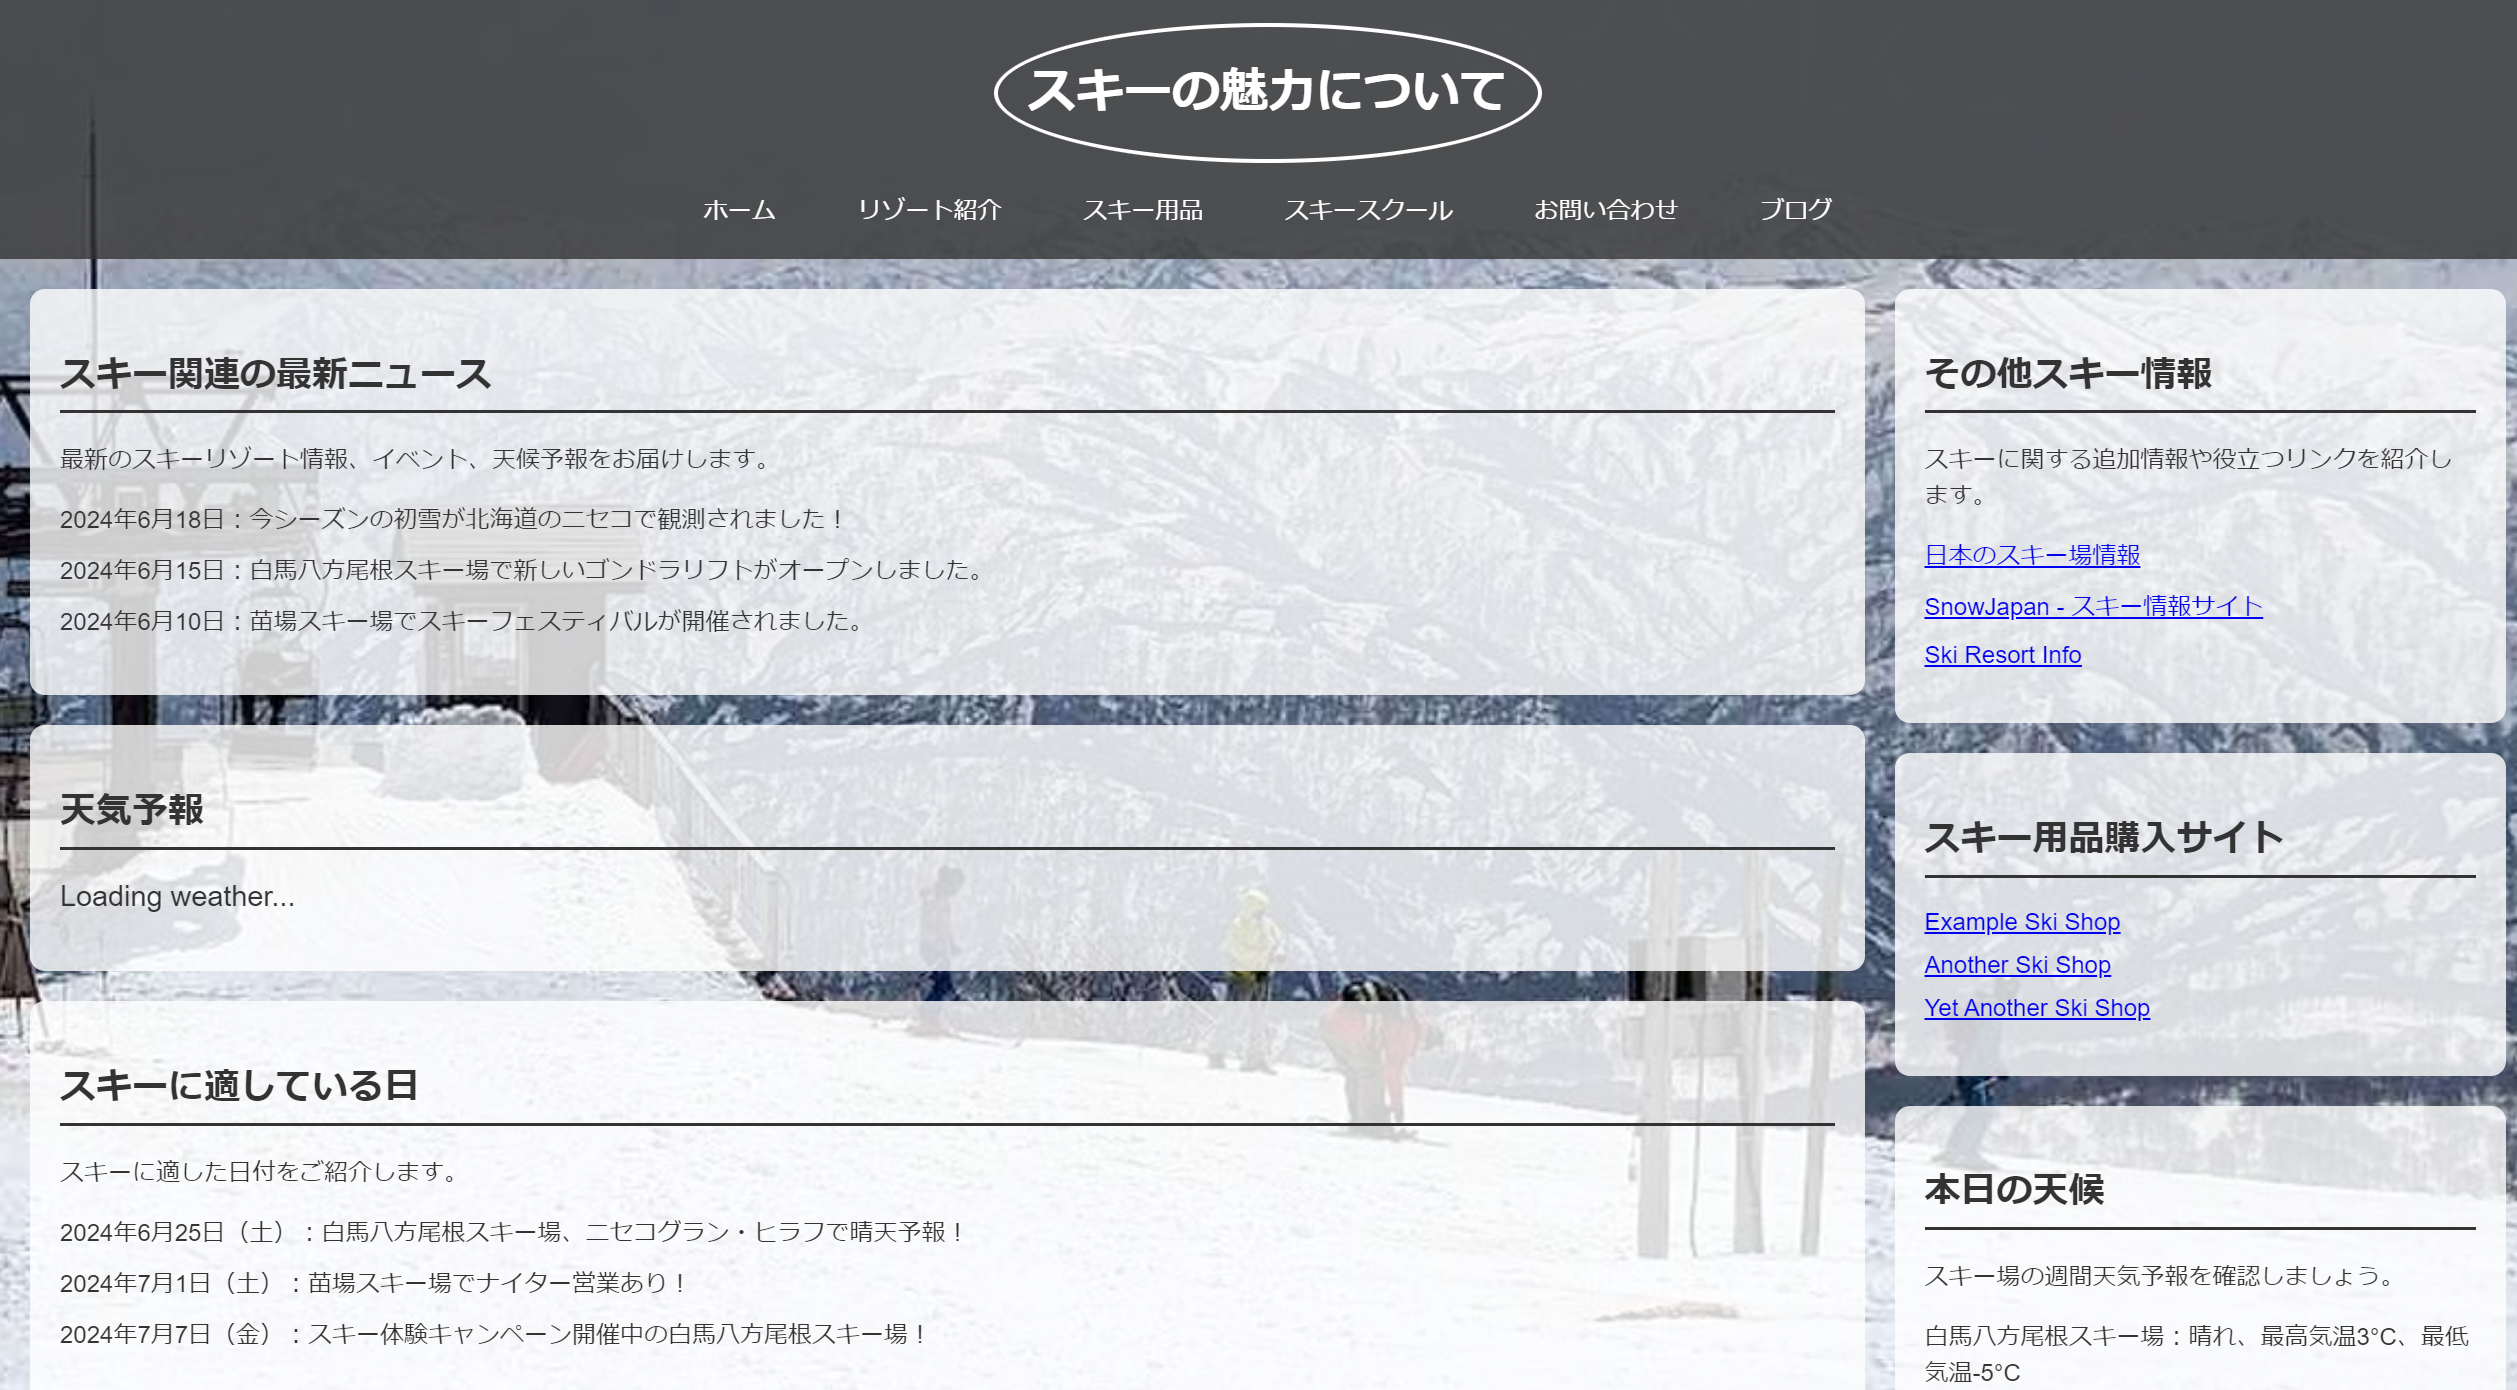 スキーの魅力について
ホーム リゾート紹介 スキー用品 スキースクール お問い合わせ ブログ
スキー関連の最新ニュース
最新のスキーリゾート情報、イベント、天候予報をお届けします。
2024年6月18日：今シーズンの初雪が北海道のニセコで観測されました！
2024年6月15日：白馬八方尾根スキー場で新しいゴンドラリフトがオープンしました。
2024年6月10日：苗場スキー場でスキーフェスティバルが開催されました。
天気予報
Loading weather...
スキーに適している日
スキーに適した日付をご紹介します。
2024年6月25日（土）：白馬八方尾根スキー場、ニセコグラン・ヒラフで晴天予報！
2024年7月1日（土）：苗場スキー場でナイター営業あり！
2024年7月7日（金）：スキー体験キャンペーン開催中の白馬八方尾根スキー場！
その他スキー情報
スキーに関する追加情報や役立つリンクを紹介し
ます。
日本のスキー場情報
SnowJapan - スキー情報サイト
Ski Resort Info
スキー用品購入サイト
Example Ski Shop
Another Ski Shop
Yet Another Ski Shop
本日の天候
スキー場の週間天気予報を確認しましょう。
白馬八方尾根スキー場：晴れ、最高気温3°C、最低
気温-5°C